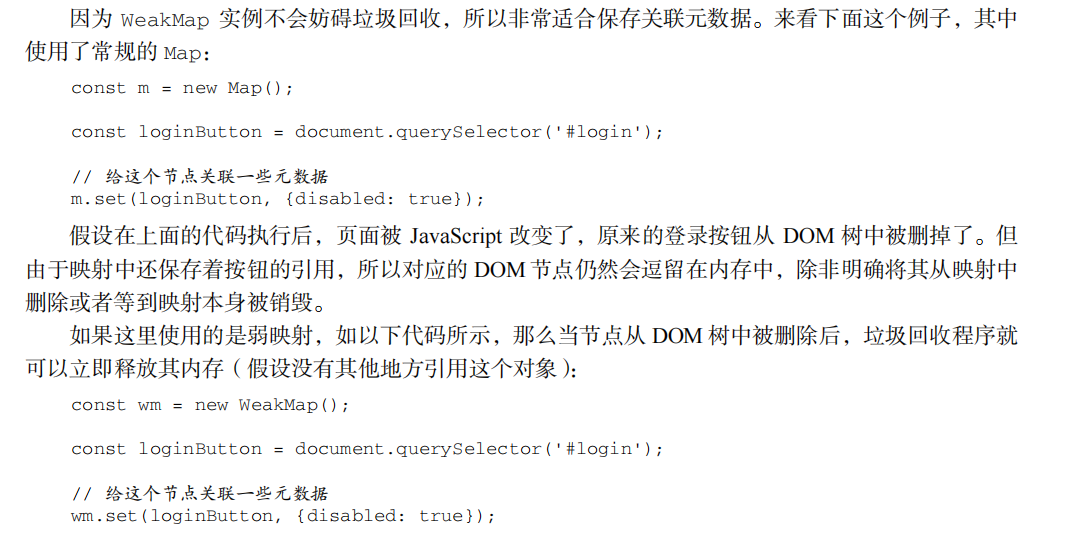 因为 WeakMap 实例不会妨碍垃圾回收，所以非常适合保存关联元数据。来看下面这个例子，其中
使用了常规的 Map：
const m = new Map();
const loginButton = document.querySelector('#login');
// 给这个节点关联一些元数据
m.set(loginButton, {disabled: true});
假设在上面的代码执行后，页面被 JavaScript 改变了，原来的登录按钮从 DOM 树中被删掉了。但
由于映射中还保存着按钮的引用，所以对应的 DOM 节点仍然会逗留在内存中，除非明确将其从映射中
删除或者等到映射本身被销毁。
如果这里使用的是弱映射，如以下代码所示，那么当节点从 DOM 树中被删除后，垃圾回收程序就
可以立即释放其内存（假设没有其他地方引用这个对象）：
const wm = new WeakMap();
const loginButton = document.querySelector('#login');
// 给这个节点关联一些元数据
wm.set(loginButton, {disabled: true});